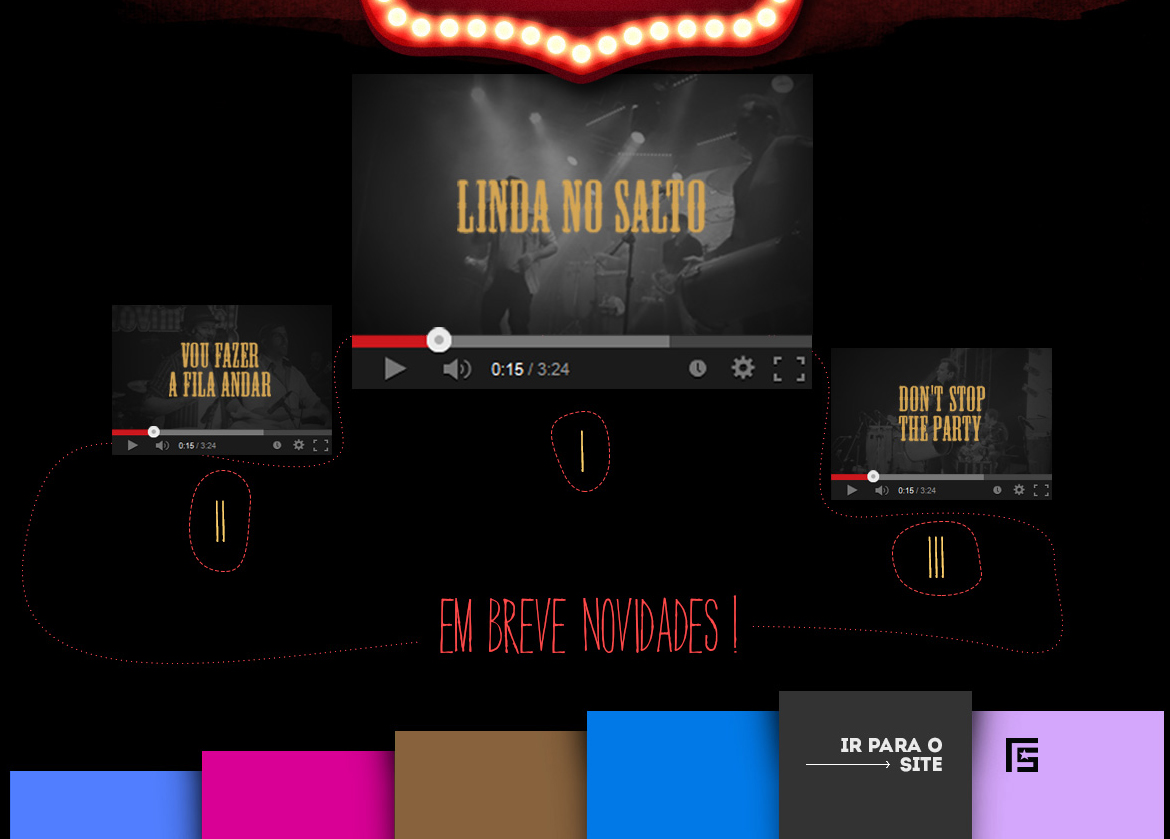 LINDA NO SALTO
0:15 / 3:24
VOU FAZER
A FILA ANDAR
0:15 / 3:24
DON'T STOP
THE PARTY
0:15 / 3:24
I
II
III
EM BREVE NOVIDADES !
IR PARA O
SITE